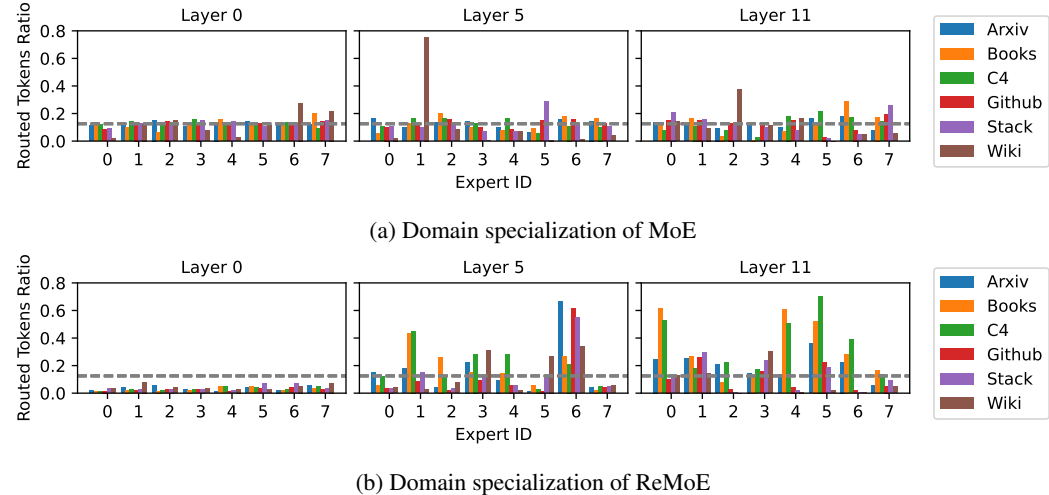 Layer 0 Layer 5 Layer 11
Routed Tokens Ratio
0.8
0.6
0.4
0.2
0.0
0 1 2 3 4 5 6 7 0 1 2 3 4 5 6 7 0 1 2 3 4 5 6 7
Expert ID
Arxiv
Books
C4
Github
Stack
Wiki
(a) Domain specialization of MoE
Layer 0 Layer 5 Layer 11
Routed Tokens Ratio
0.8
0.6
0.4
0.2
0.0
0 1 2 3 4 5 6 7 0 1 2 3 4 5 6 7 0 1 2 3 4 5 6 7
Expert ID
Arxiv
Books
C4
Github
Stack
Wiki
(b) Domain specialization of ReMoE